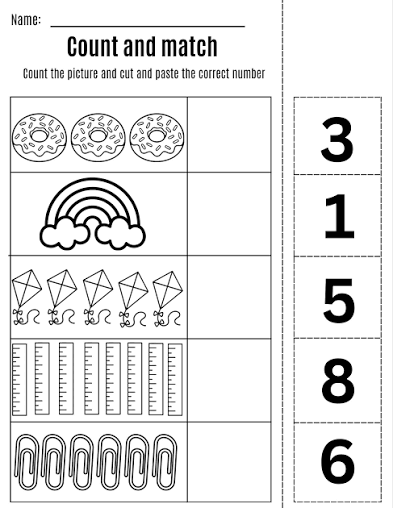 Name:
Count and match
Count the picture and cut and paste the correct number
3
1
5
8
6